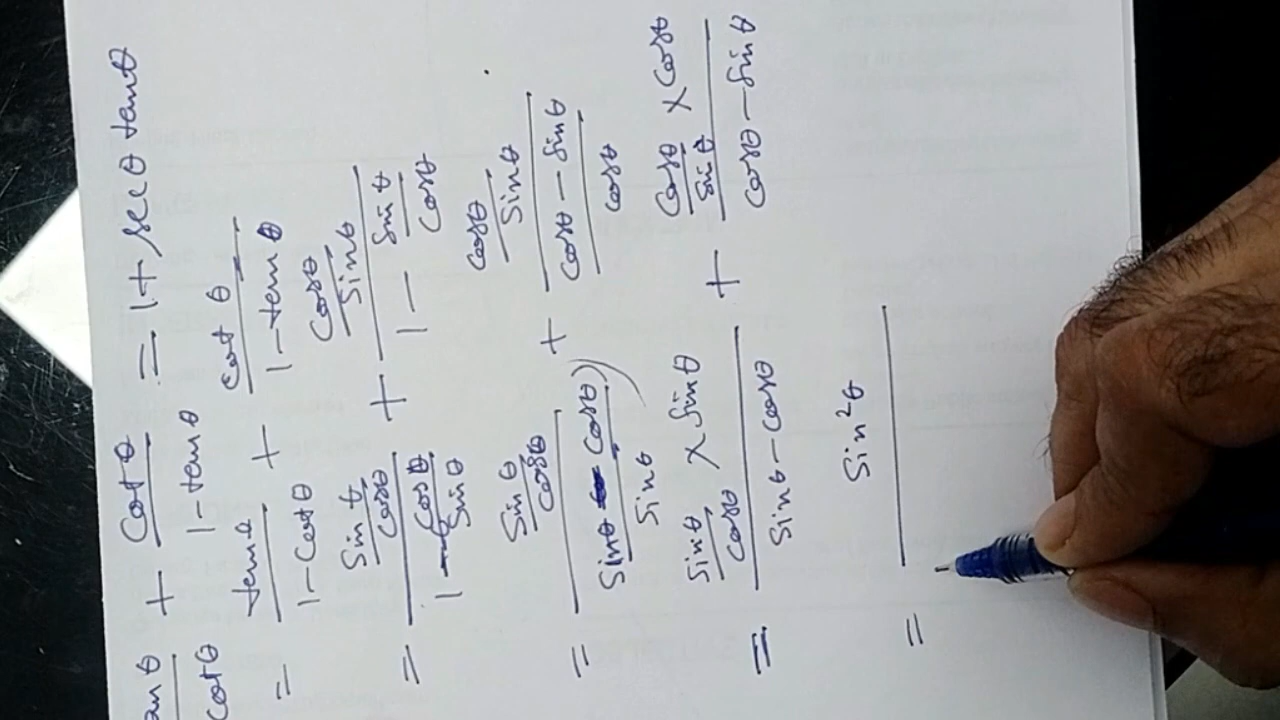 anθ/cotθ + cotθ/1-tanθ = 1+ secθ tanθ
= tanθ/1-cotθ + cotθ/1-tanθ
= (sinθ/cosθ)/(1-cosθ/sinθ) + (cosθ/sinθ)/(1-sinθ/cosθ)
= (sinθ/cosθ)/((sinθ - cosθ)/sinθ) + (cosθ/sinθ)/((cosθ-sinθ)/cosθ)
= (sinθ/cosθ × sinθ)/(sinθ-cosθ) + (cosθ/sinθ × cosθ)/(cosθ-sinθ)
= sin²θ